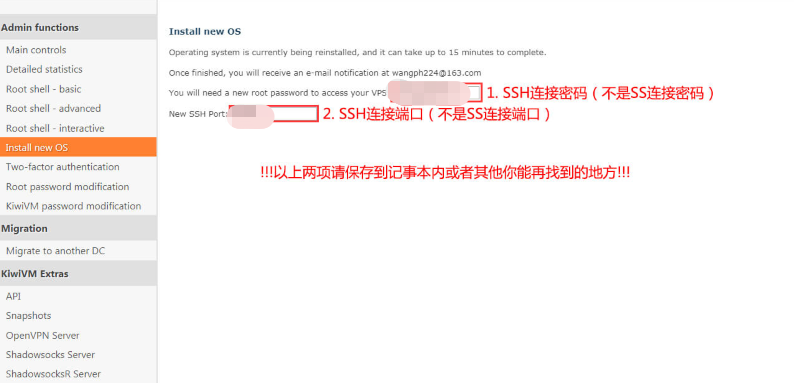 Admin functions
Main controls
Detailed statistics
Root shell - basic
Root shell - advanced
Root shell - interactive
Install new OS
Two-factor authentication
Root password modification
KiwiVM password modification
Migration
Migrate to another DC
KiwiVM Extras
API
Snapshots
OpenVPN Server
Shadowsocks Server
ShadowsocksR Server
Install new OS
Operating system is currently being reinstalled, and it can take up to 15 minutes to complete.
Once finished, you will receive an e-mail notification at wangph224@163.com
You will need a new root password to access your VPS 1. SSH连接密码（不是SS连接密码）
New SSH Port: 2. SSH连接端口（不是SS连接端口）
!!!以上两项请保存到记事本内或者其他你能再找到的地方!!!